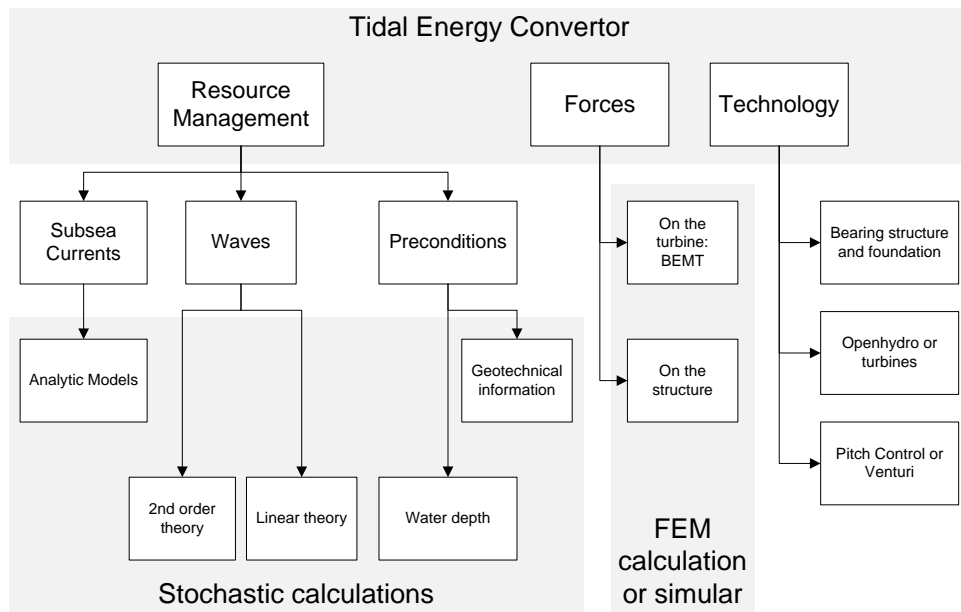 Tidal Energy Convertor
Resource
Management
Forces
Technology
Subsea
Currents
Waves
Preconditions
On the
turbine:
BEMT
Bearing structure
and foundation
Analytic Models
Geotechnical
information
On the
structure
Openhydro or
turbines
2nd order
theory
Linear theory
Water depth
Pitch Control or
Venturi
Stochastic calculations
FEM
calculation
or simular